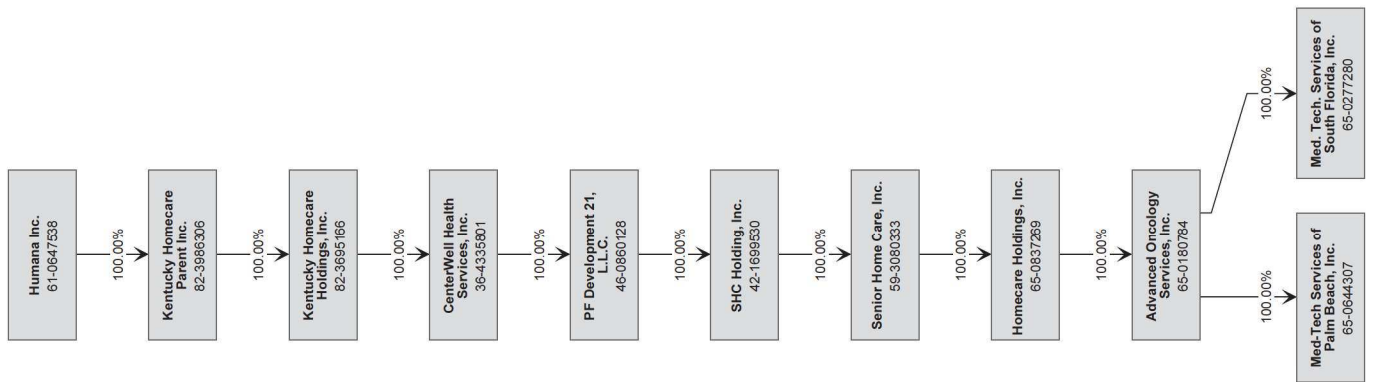 Humana Inc.
61-0647538
100.00%
Kentucky Homecare
Parent Inc.
82-3986306
100.00%
Kentucky Homecare
Holdings, Inc.
82-3695166
100.00%
CenterWell Health
Services, Inc.
36-4335801
100.00%
PF Development 21,
L.L.C.
46-0860128
100.00%
SHC Holding, Inc.
42-1699530
100.00%
Senior Home Care, Inc.
59-3080333
100.00%
Homecare Holdings, Inc.
65-0837269
100.00%
Advanced Oncology
Services, Inc.
65-0180784
100.00%
Med-Tech Services of
Palm Beach, Inc.
65-0644307
100.00%
Med. Tech. Services of
South Florida, Inc.
65-0277280